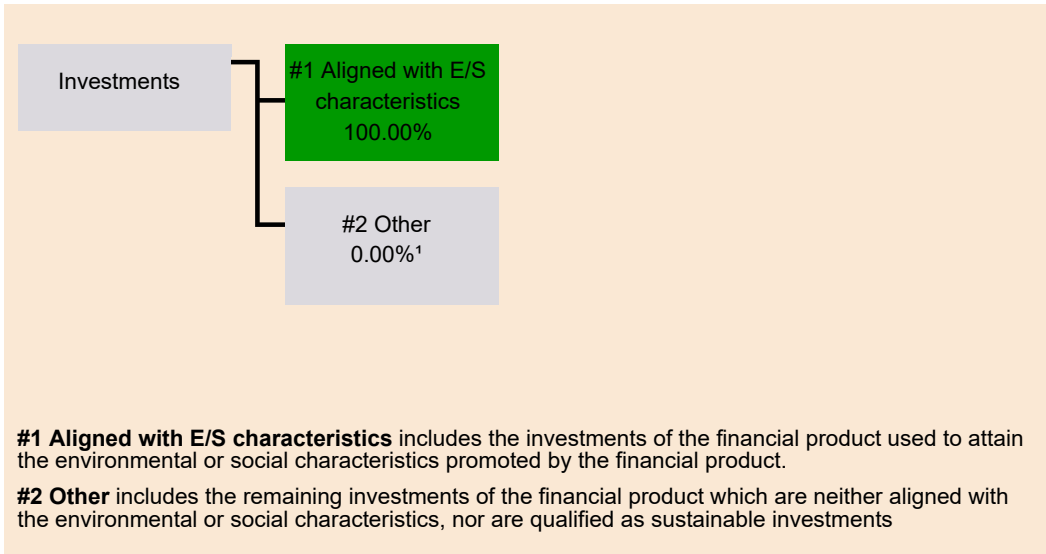 Investments
#1 Aligned with E/S
characteristics
100.00%
#2 Other
0.00%¹
#1 Aligned with E/S characteristics includes the investments of the financial product used to attain
the environmental or social characteristics promoted by the financial product.
#2 Other includes the remaining investments of the financial product which are neither aligned with
the environmental or social characteristics, nor are qualified as sustainable investments